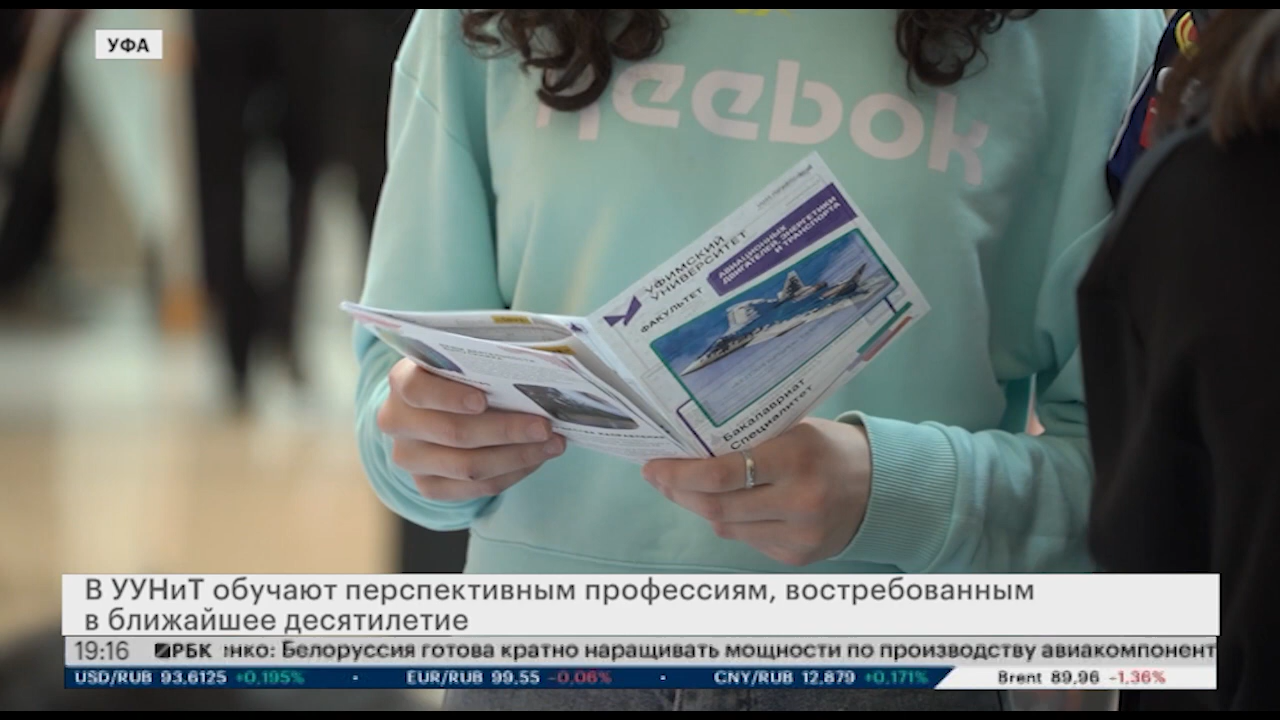 УФА
Reebok
УФИМСКИЙ
УНИВЕРСИТЕТ
ФАКУЛЬТЕТ
АВИАЦИОННЫХ
ДВИГАТЕЛЕЙ, ЭНЕРГЕТИКИ
И ТРАНСПОРТА
Бакалавриат
Специалитет
В УУНиТ обучают перспективным профессиям, востребованным
в ближайшее десятилетие
19:16 РБК нко: Белоруссия готова кратно наращивать мощности по производству авиакомпонент
USD/RUB 93,6125 +0,195% · EUR/RUB 99,55 -0,06% · CNY/RUB 12,879 +0,171% Brent 89,96 -1,36%